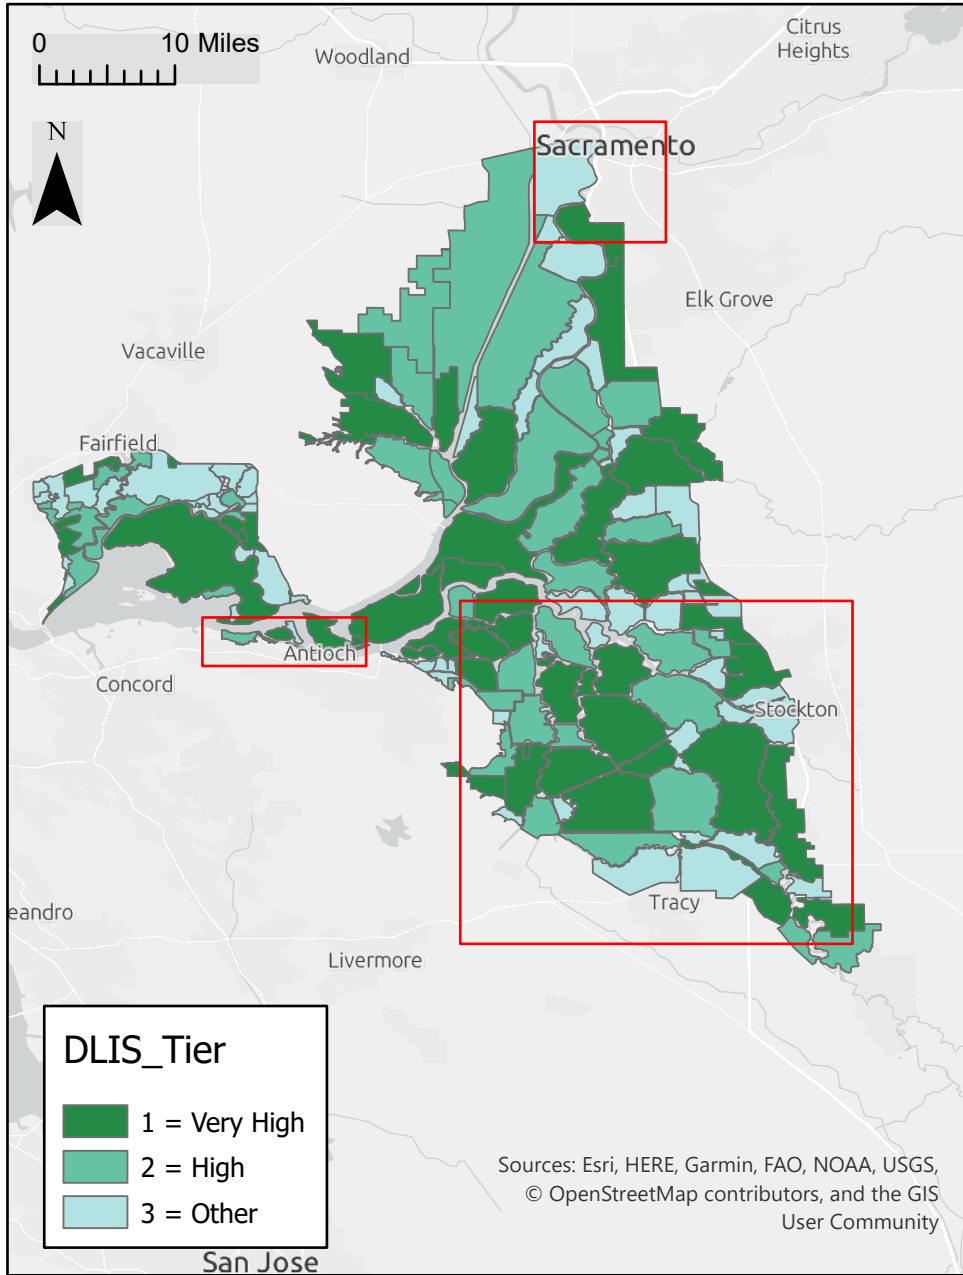 0 10 Miles
Citrus
Heights
Woodland
N
Sacramento
Elk Grove
Vacaville
Fairfield
Antioch
Concord
Stockton
Tracy
eandro
Livermore
DLIS_Tier
1 = Very High
2 = High
3 = Other
Sources: Esri, HERE, Garmin, FAO, NOAA, USGS,
© OpenStreetMap contributors, and the GIS
User Community
San Jose